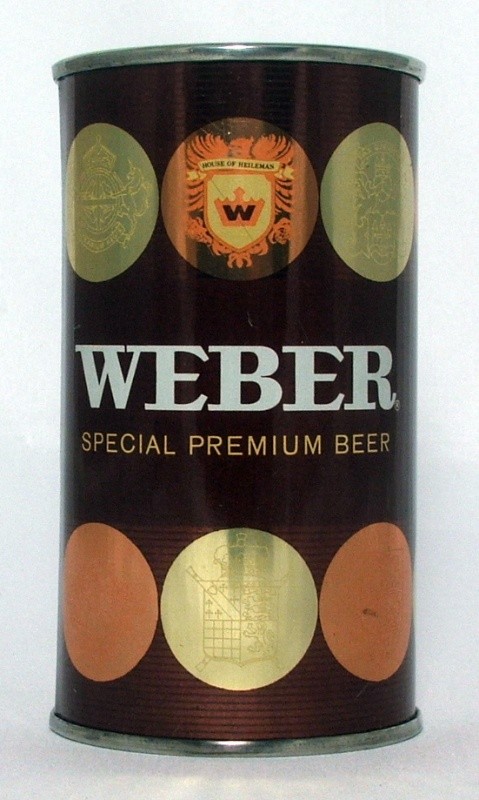 HOUSE OF HEILEMAN
W
WEBER®
SPECIAL PREMIUM BEER